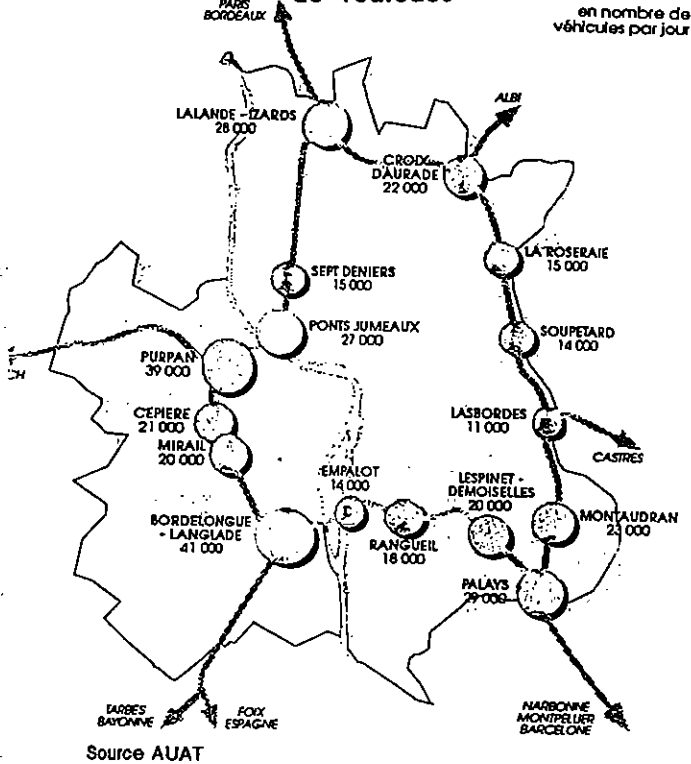 de Toulouse
en nombre de
véhicules par jour
PARIS
BORDEAUX
LALANDE - IZARDS
28 000
ALBI
CROIX
D'AURADE
22 000
LA ROSERAIE
15 000
SEPT DENIERS
15 000
SOUPETARD
14 000
PONTS JUMEAUX
27 000
PURPAN
39 000
CEPIERE
21 000
LASBORDES
11 000
CASTRES
MIRAIL
20 000
EMPALOT
14 000
LESPINET -
DEMOISELLES
20 000
BORDELONGUE
- LANGLADE
41 000
RANGUEIL
18 000
MONTAUDRAN
23 000
PALAYS
29 000
TARBES
BAYONNE
FOIX
ESPAGNE
NARBONNE
MONTPELLIER
BARCELONE
Source AUAT